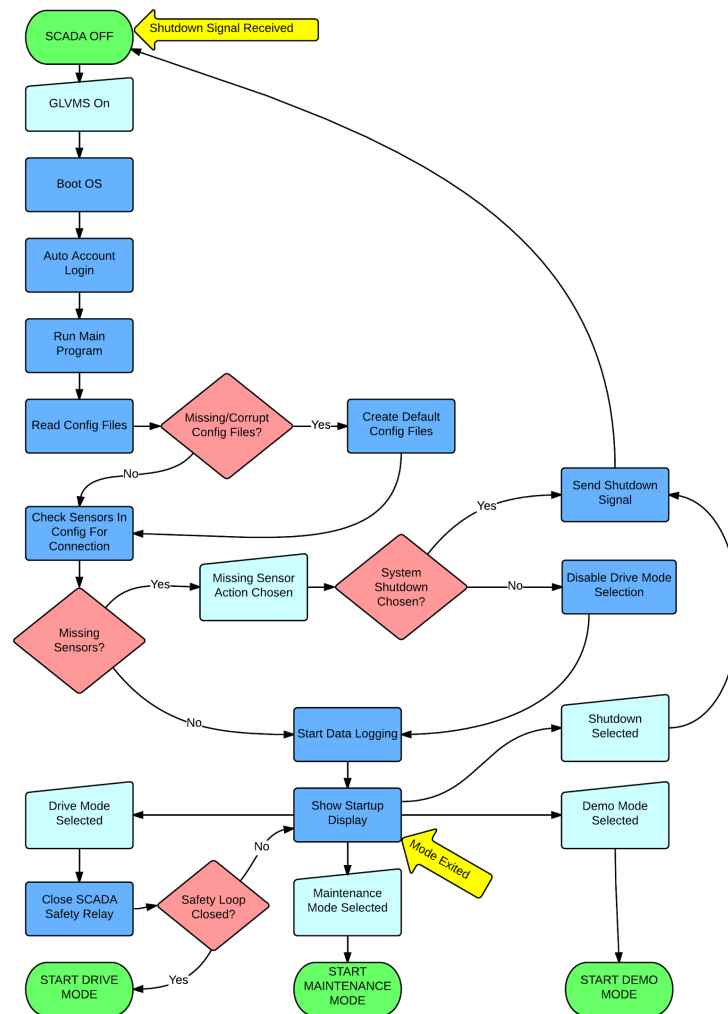 SCADA OFF
Shutdown Signal Received
GLVMS On
Boot OS
Auto Account
Login
Run Main
Program
Read Config Files
Missing/Corrupt
Config Files?
Yes
Create Default
Config Files
No
Check Sensors In
Config For
Connection
Send Shutdown
Signal
Yes
Missing Sensor
Action Chosen
System
Shutdown
Chosen?
No
Disable Drive Mode
Selection
Yes
Missing
Sensors?
No
Start Data Logging
Shutdown
Selected
Drive Mode
Selected
Show Startup
Display
Demo Mode
Selected
No
Mode Exited
Close SCADA
Safety Relay
Safety Loop
Closed?
Maintenance
Mode Selected
Yes
START DRIVE
MODE
START
MAINTENANCE
MODE
START DEMO
MODE